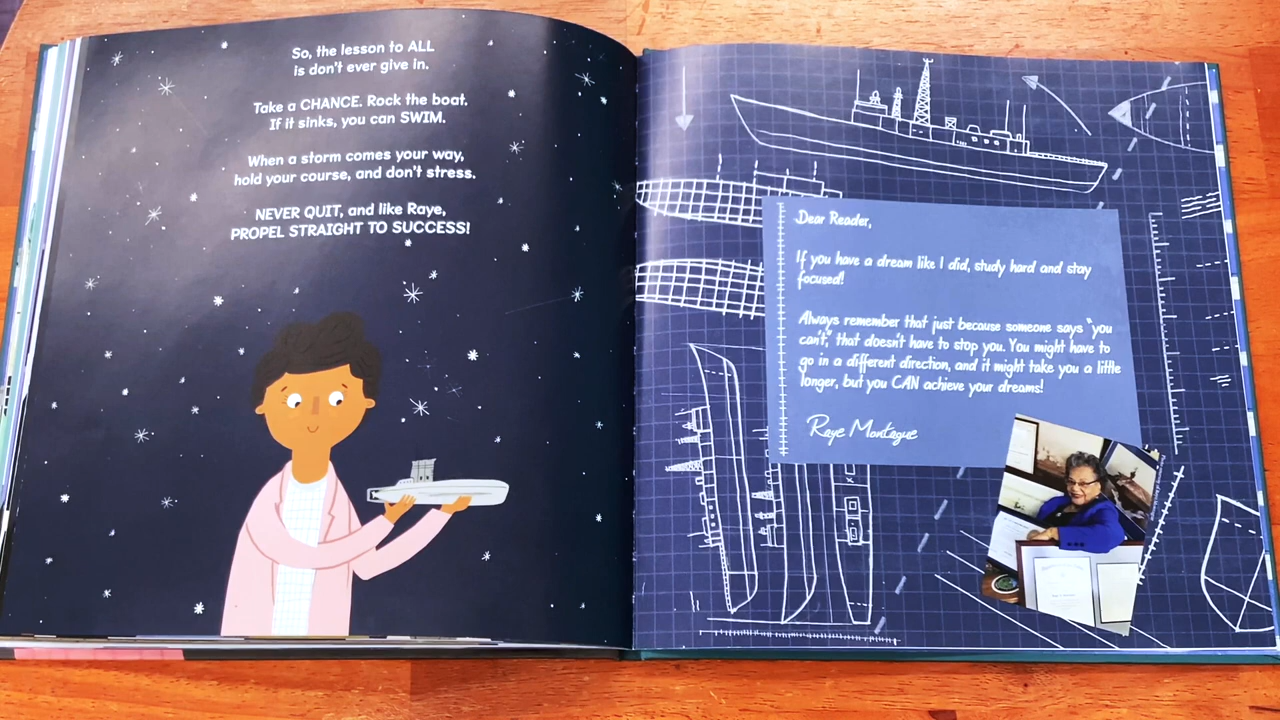 So, the lesson to ALL
is don't ever give in.
Take a CHANCE. Rock the boat.
If it sinks, you can SWIM.
When a storm comes your way,
hold your course, and don't stress.
NEVER QUIT, and like Raye,
PROPEL STRAIGHT TO SUCCESS!
Dear Reader,
If you have a dream like I did, study hard and stay
focused!
Always remember that just because someone says "you
can't," that doesn't have to stop you. You might have to
go in a different direction, and it might take you a little
longer, but you CAN achieve your dreams!
Raye Montague